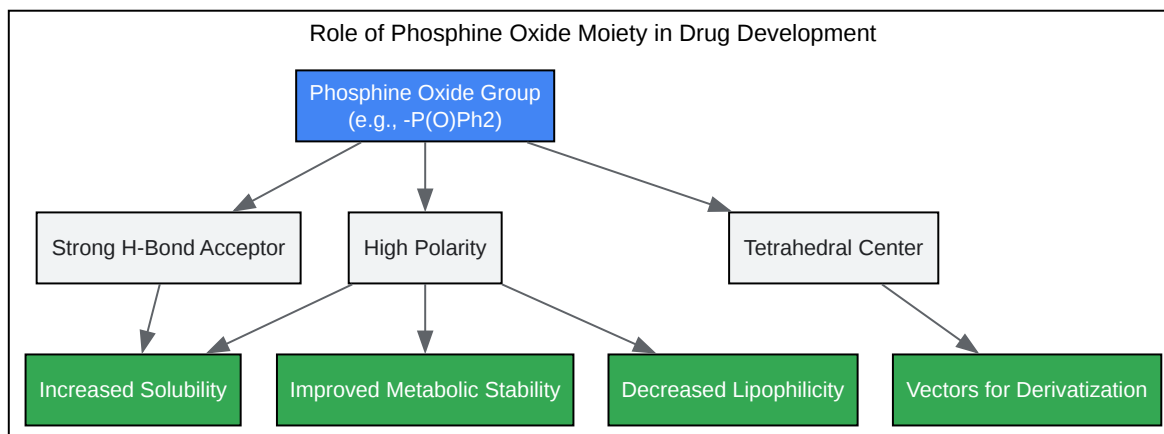 Role of Phosphine Oxide Moiety in Drug Development
Phosphine Oxide Group
(e.g., -P(O)Ph2)
Strong H-Bond Acceptor
High Polarity
Tetrahedral Center
Increased Solubility
Improved Metabolic Stability
Decreased Lipophilicity
Vectors for Derivatization